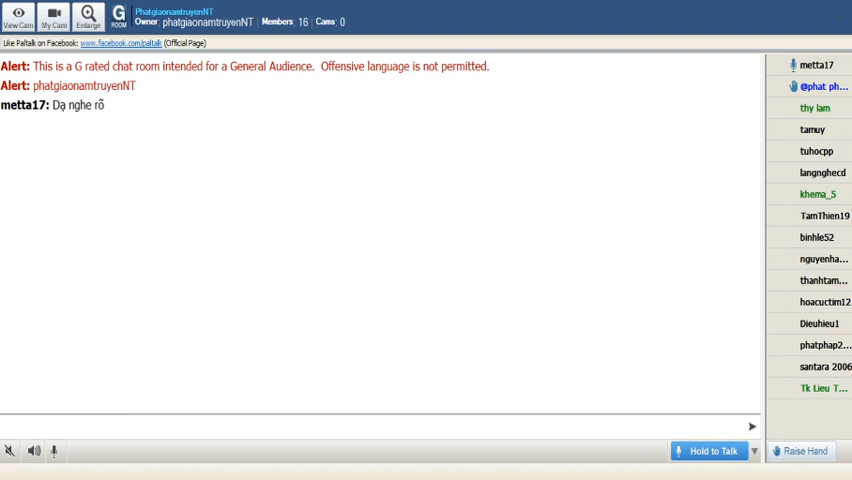 PhatgiaonamtruyenNT
Owner: phatgiaonamtruyenNT Members: 16 Cams: 0
View Cam
My Cam
Enlarge
G
ROOM
Like Paltalk on Facebook: www.facebook.com/paltalk (Official Page)
Alert: This is a G rated chat room intended for a General Audience. Offensive language is not permitted.
Alert: phatgiaonamtruyenNT
metta17: Dạ nghe rõ
metta17
@phat ph...
thy lam
tamuy
tuhocpp
langnghecd
khema_5
TamThien19
binhle52
nguyenha...
thanhtam...
hoacuctim12
Dieuhieu1
phatphap2...
santara 2006
Tk Lieu T...
Hold to Talk
Raise Hand